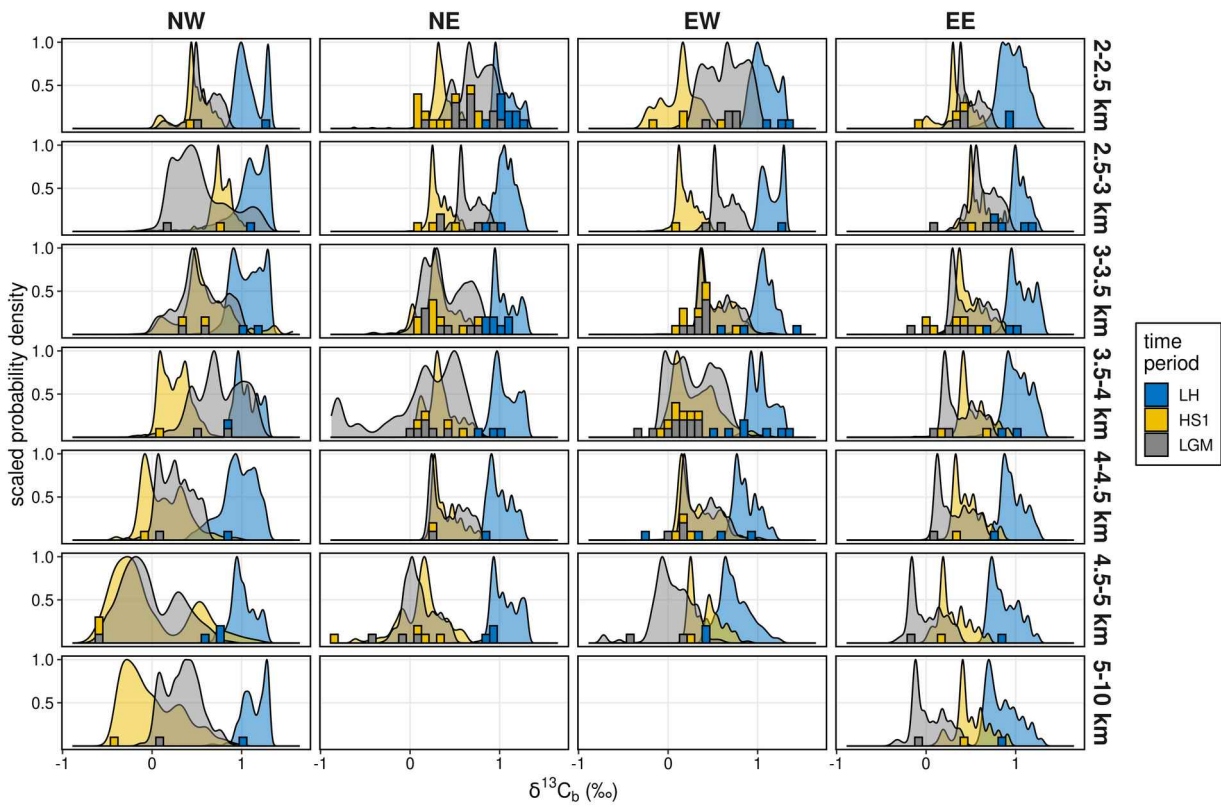 NW NE EW EE
1.0
0.5
2-2.5 km
1.0
0.5
2.5-3 km
1.0
0.5
3-3.5 km
1.0
0.5
3.5-4 km
1.0
0.5
4-4.5 km
1.0
0.5
4.5-5 km
1.0
0.5
5-10 km
-1 0 1 -1 0 1 -1 0 1 -1 0 1
scaled probability density
δ¹³C_b (‰)
time
period
LH
HS1
LGM